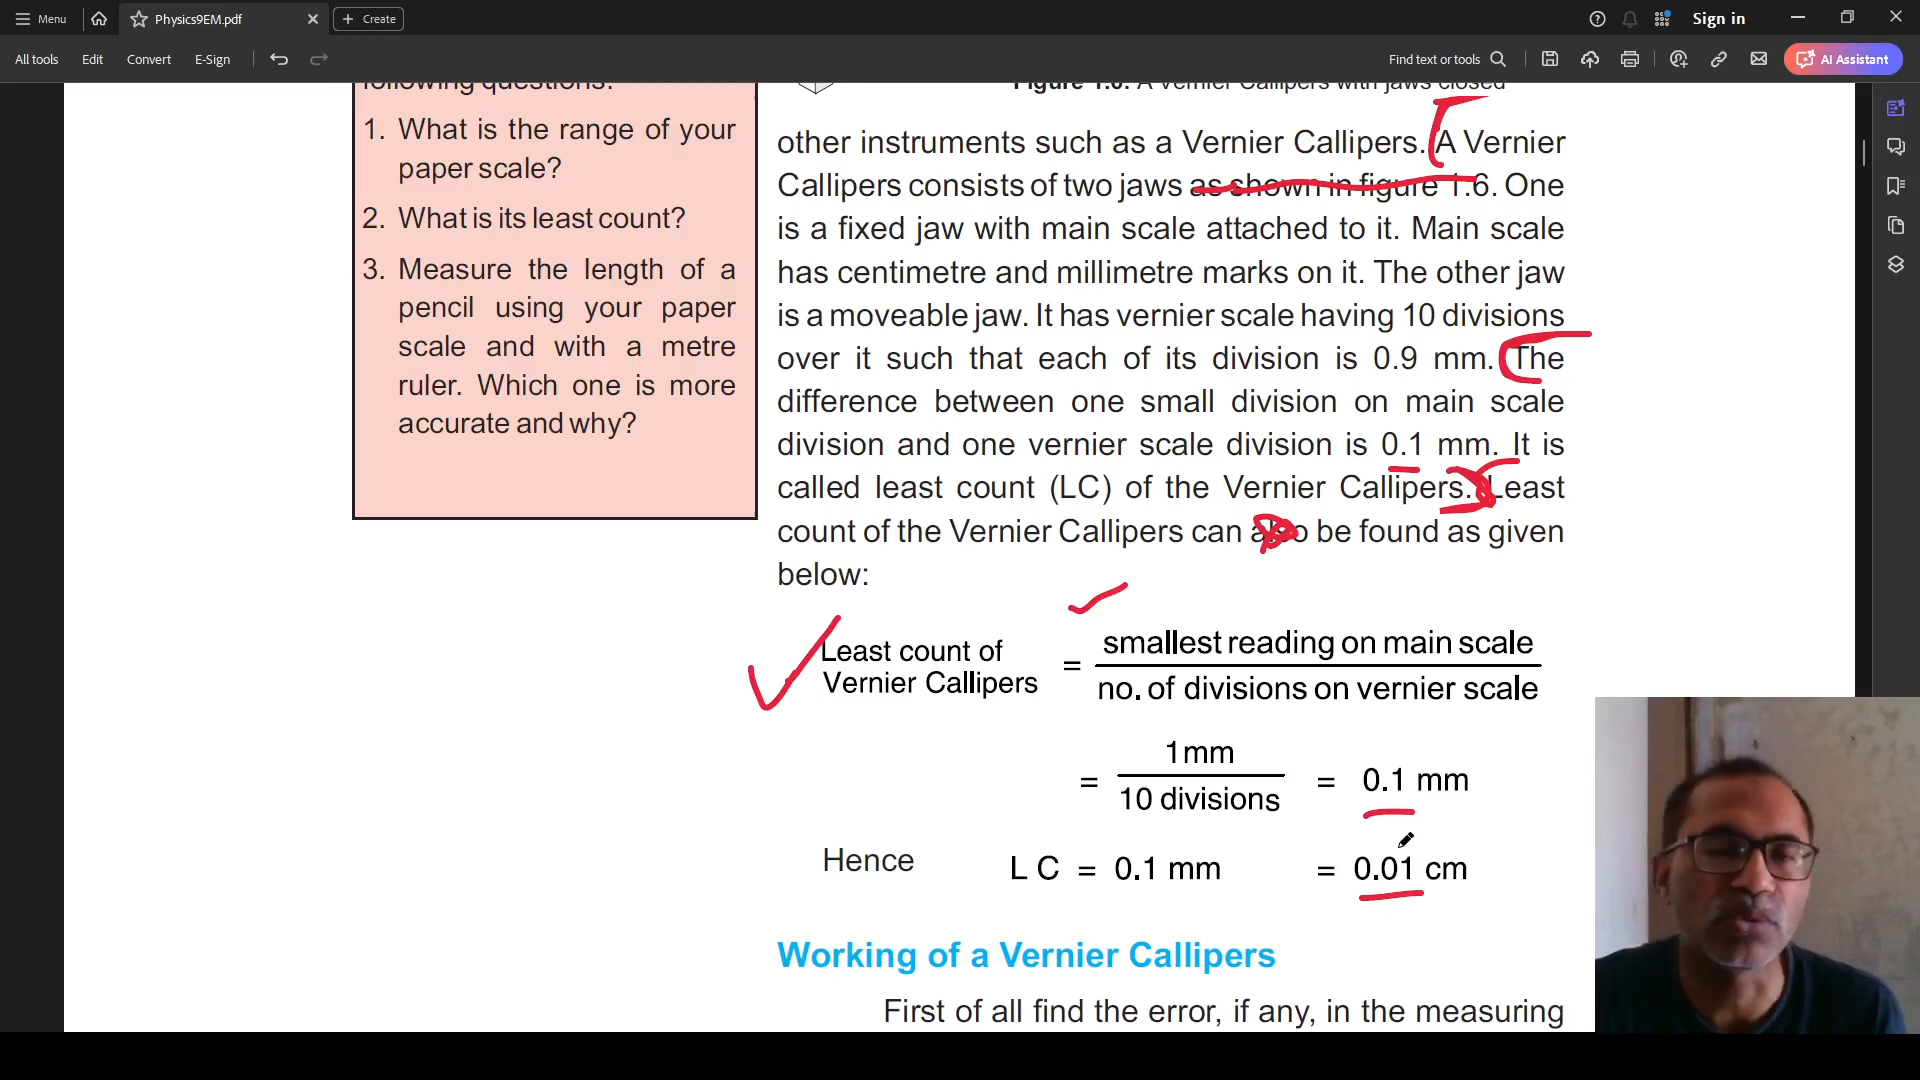 Menu
Physics9EM.pdf
Create
Sign in
All tools
Edit
Convert
E-Sign
Find text or tools
AI Assistant
following questions:
1. What is the range of your
paper scale?
2. What is its least count?
3. Measure the length of a
pencil using your paper
scale and with a metre
ruler. Which one is more
accurate and why?
Figure 1.6: A Vernier Callipers with jaws closed
other instruments such as a Vernier Callipers. A Vernier
Callipers consists of two jaws as shown in figure 1.6. One
is a fixed jaw with main scale attached to it. Main scale
has centimetre and millimetre marks on it. The other jaw
is a moveable jaw. It has vernier scale having 10 divisions
over it such that each of its division is 0.9 mm. The
difference between one small division on main scale
division and one vernier scale division is 0.1 mm. It is
called least count (LC) of the Vernier Callipers. Least
count of the Vernier Callipers can also be found as given
below:
Least count of
Vernier Callipers
= smallest reading on main scale
no. of divisions on vernier scale
= 1mm
10 divisions
= 0.1 mm
Hence L C = 0.1 mm = 0.01 cm
Working of a Vernier Callipers
First of all find the error, if any, in the measuring